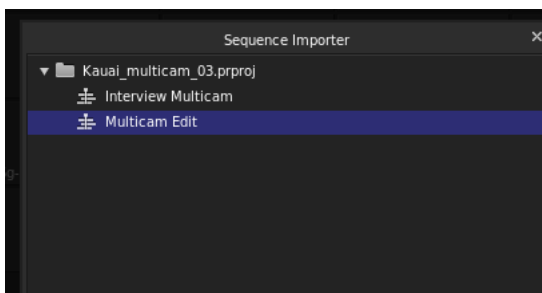 Sequence Importer
Kauai_multicam_03.prproj
Interview Multicam
Multicam Edit